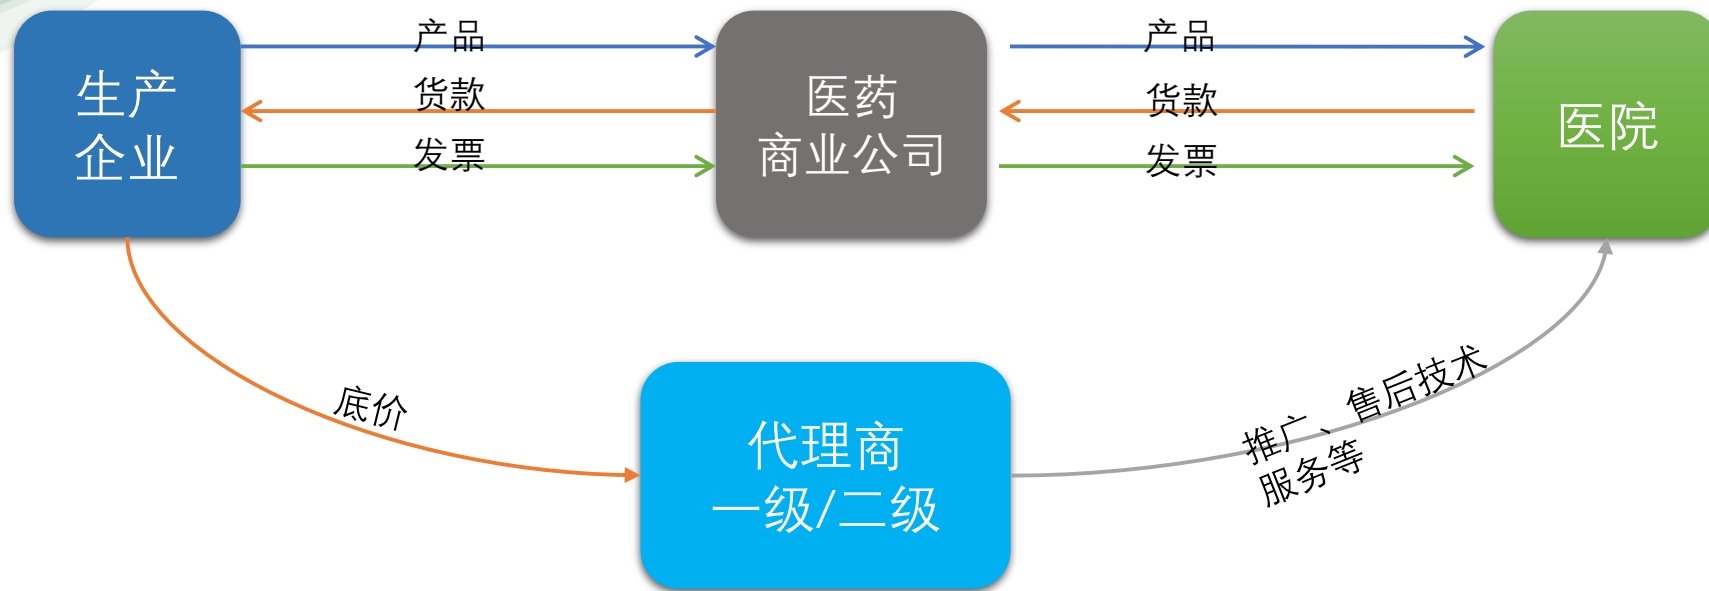 生产
企业
产品
货款
发票
医药
商业公司
产品
货款
发票
医院
底价
代理商
一级/二级
推广、售后技术
服务等